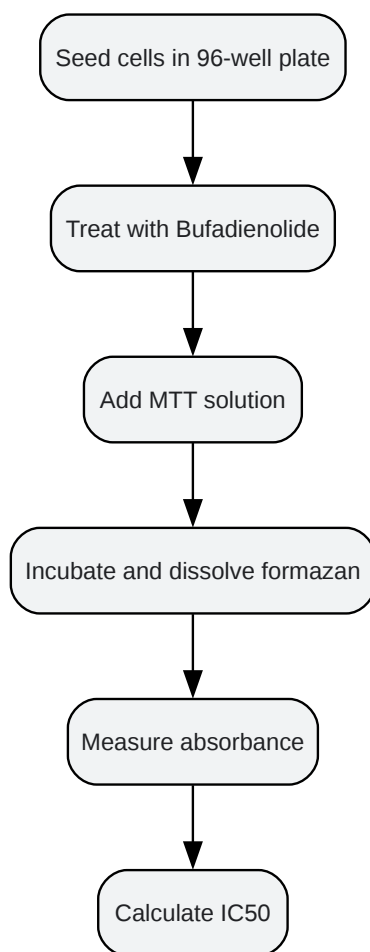 Seed cells in 96-well plate
Treat with Bufadienolide
Add MTT solution
Incubate and dissolve formazan
Measure absorbance
Calculate IC50